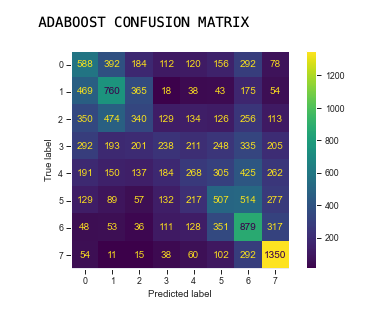 ADABOOST CONFUSION MATRIX
0 588 392 184 112 120 156 292 78
1 469 760 365 18 38 43 175 54
2 350 474 340 129 134 126 256 113
3 292 193 201 238 211 248 335 205
4 191 150 137 184 268 305 425 262
5 129 89 57 132 217 507 514 277
6 48 53 36 111 128 351 879 317
7 54 11 15 38 60 102 292 1350
0 1 2 3 4 5 6 7
Predicted label
True label
1200
1000
800
600
400
200